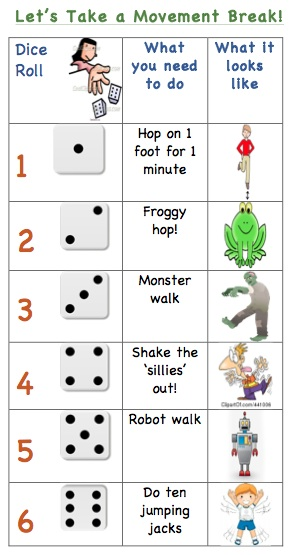 Let's Take a Movement Break!
Dice
Roll
What
you need
to do
What it
looks
like
1
Hop on 1
foot for 1
minute
2
Froggy
hop!
3
Monster
walk
4
Shake the
'sillies'
out!
ClipartOf.com/441036
5
Robot walk
6
Do ten
jumping
jacks